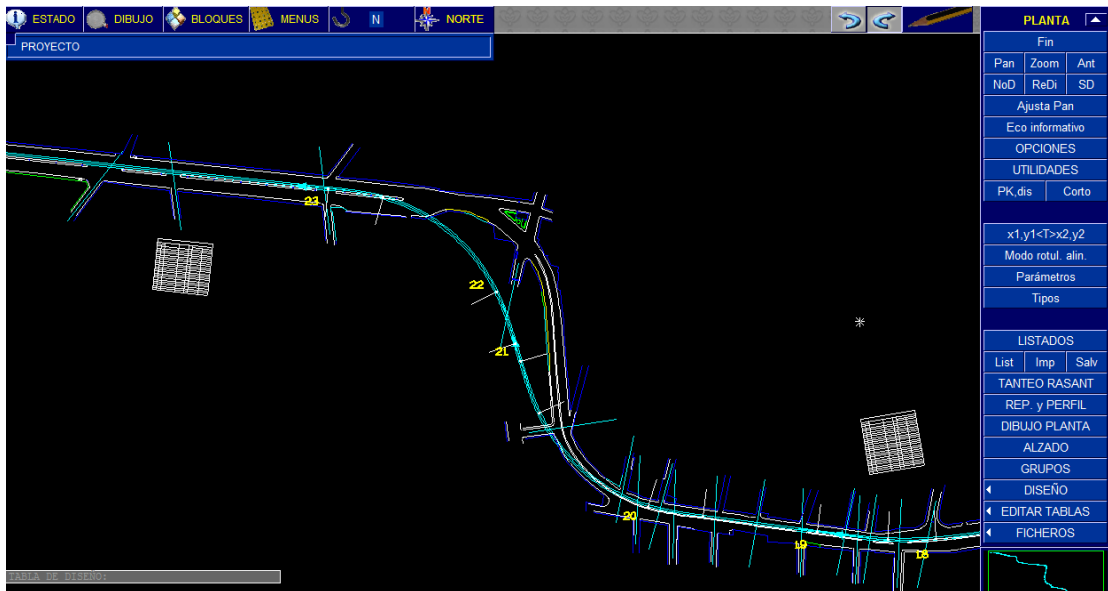 ESTADO DIBUJO BLOQUES MENUS N NORTE
PROYECTO
23
22
21
20
19
18
TABLA DE DISEÑO:
PLANTA
Fin
Pan Zoom Ant
NoD ReDi SD
Ajusta Pan
Eco informativo
OPCIONES
UTILIDADES
PK,dis Corto
x1,y1<T>x2,y2
Modo rotul. alin.
Parámetros
Tipos
LISTADOS
List Imp Salv
TANTEO RASANT
REP. y PERFIL
DIBUJO PLANTA
ALZADO
GRUPOS
DISEÑO
EDITAR TABLAS
FICHEROS